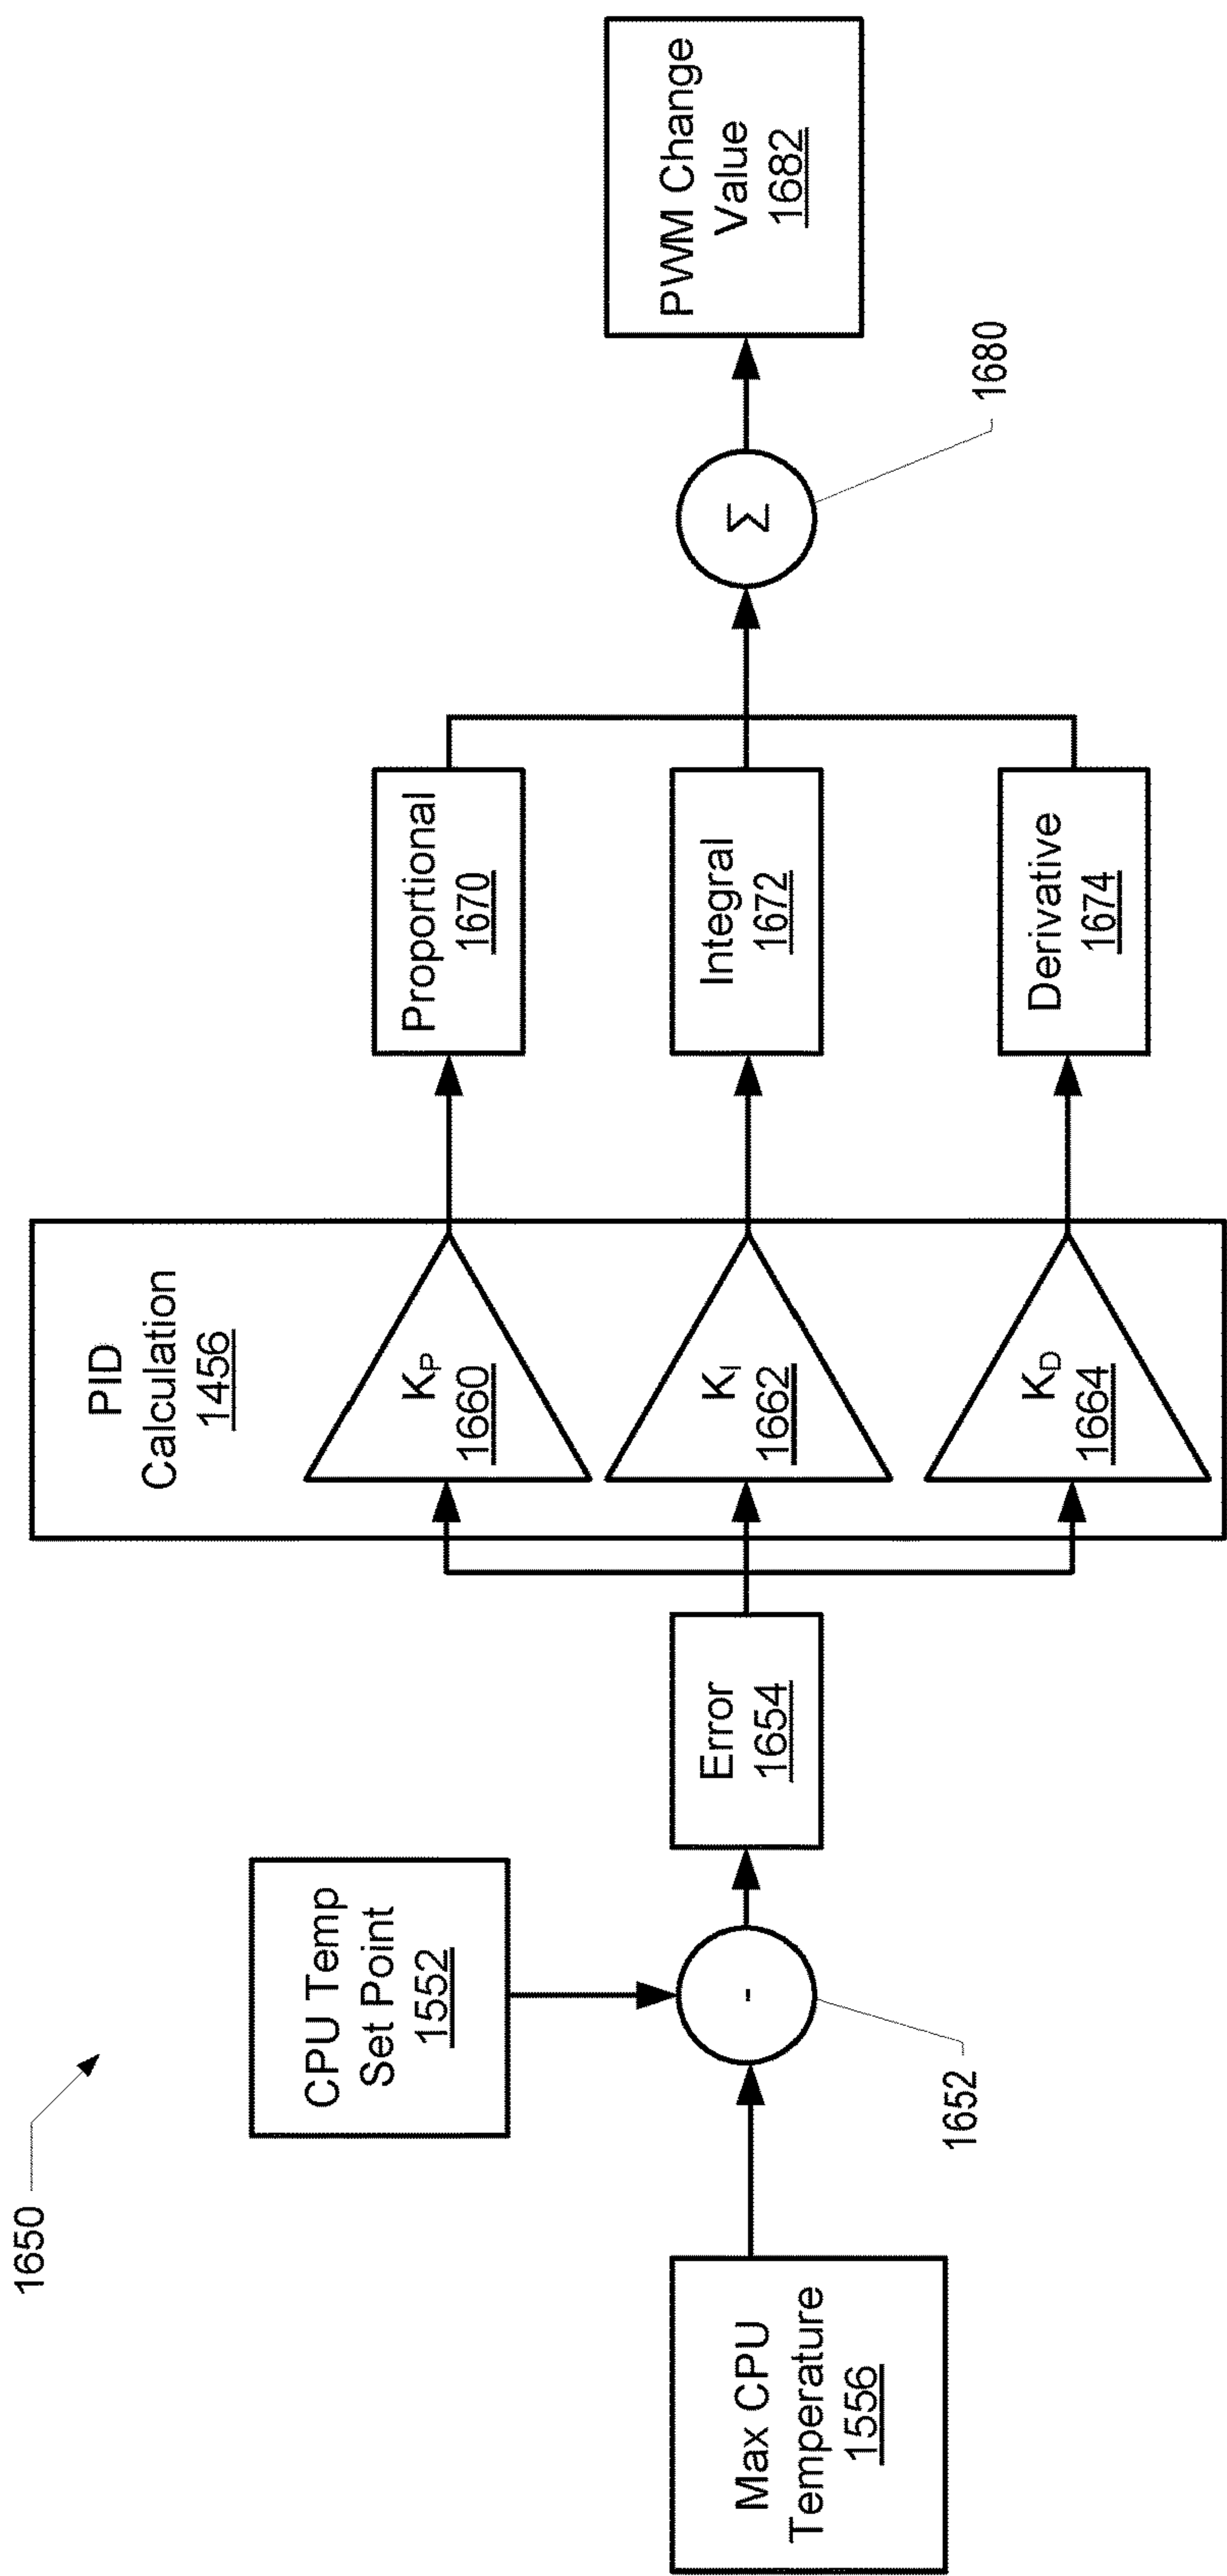 1650
Max CPU
Temperature
1556
CPU Temp
Set Point
1552
-
1652
Error
1654
PID
Calculation
1456
KP
1660
KI
1662
KD
1664
Proportional
1670
Integral
1672
Derivative
1674
Σ
1680
PWM Change
Value
1682